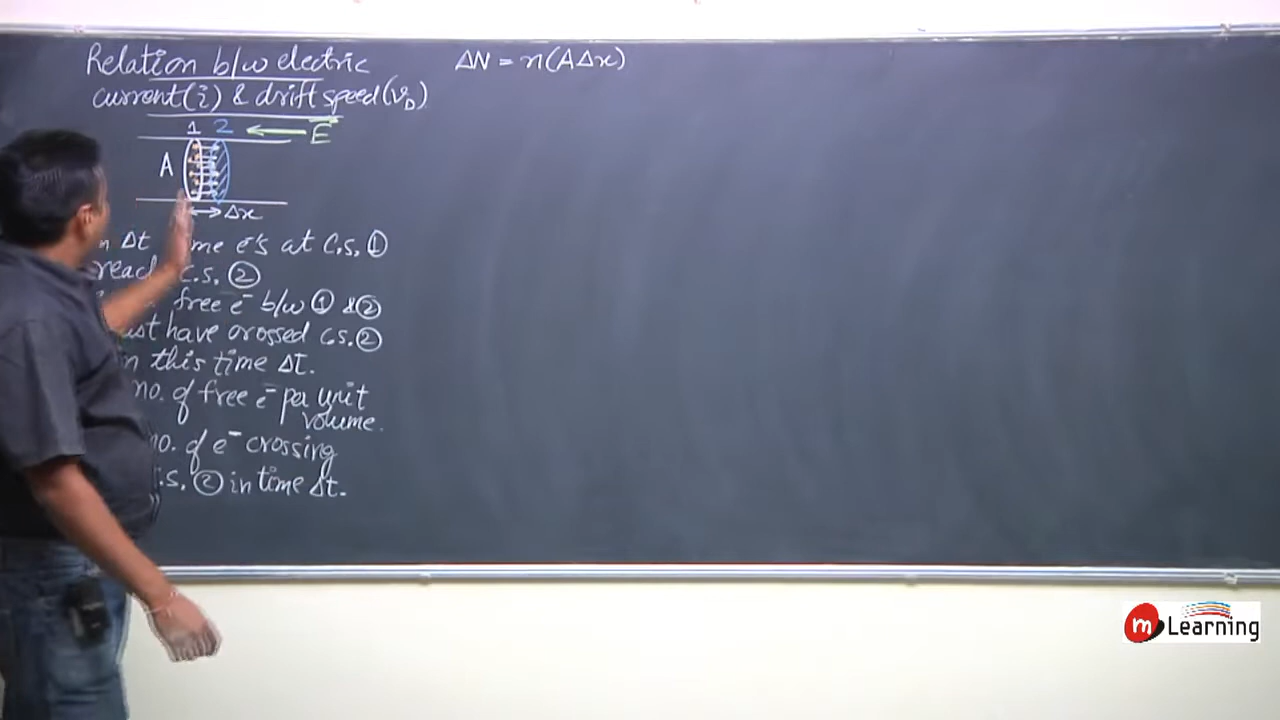 Relation b/w electric
current(i) & drift speed(v_D)
1 2 E
A
Δx
Δt me e⁻s at C.S. ①
reach C.S. ②
free e⁻ b/w ① & ②
have crossed C.S. ②
in this time Δt.
no. of free e⁻ per unit
volume.
no. of e⁻ crossing
.S. ② in time Δt.
ΔN = n(AΔx)
m Learning